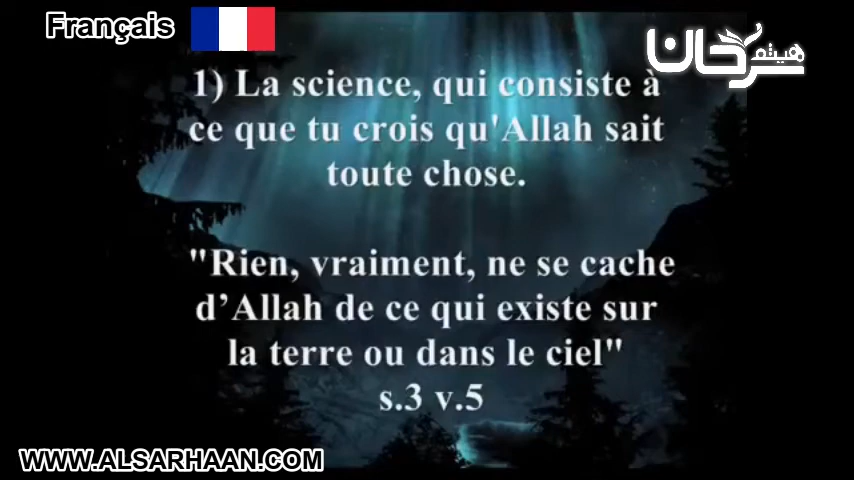 Français
هيثم سرحان
1) La science, qui consiste à
ce que tu crois qu'Allah sait
toute chose.
"Rien, vraiment, ne se cache
d’Allah de ce qui existe sur
la terre ou dans le ciel"
s.3 v.5
WWW.ALSARHAAN.COM